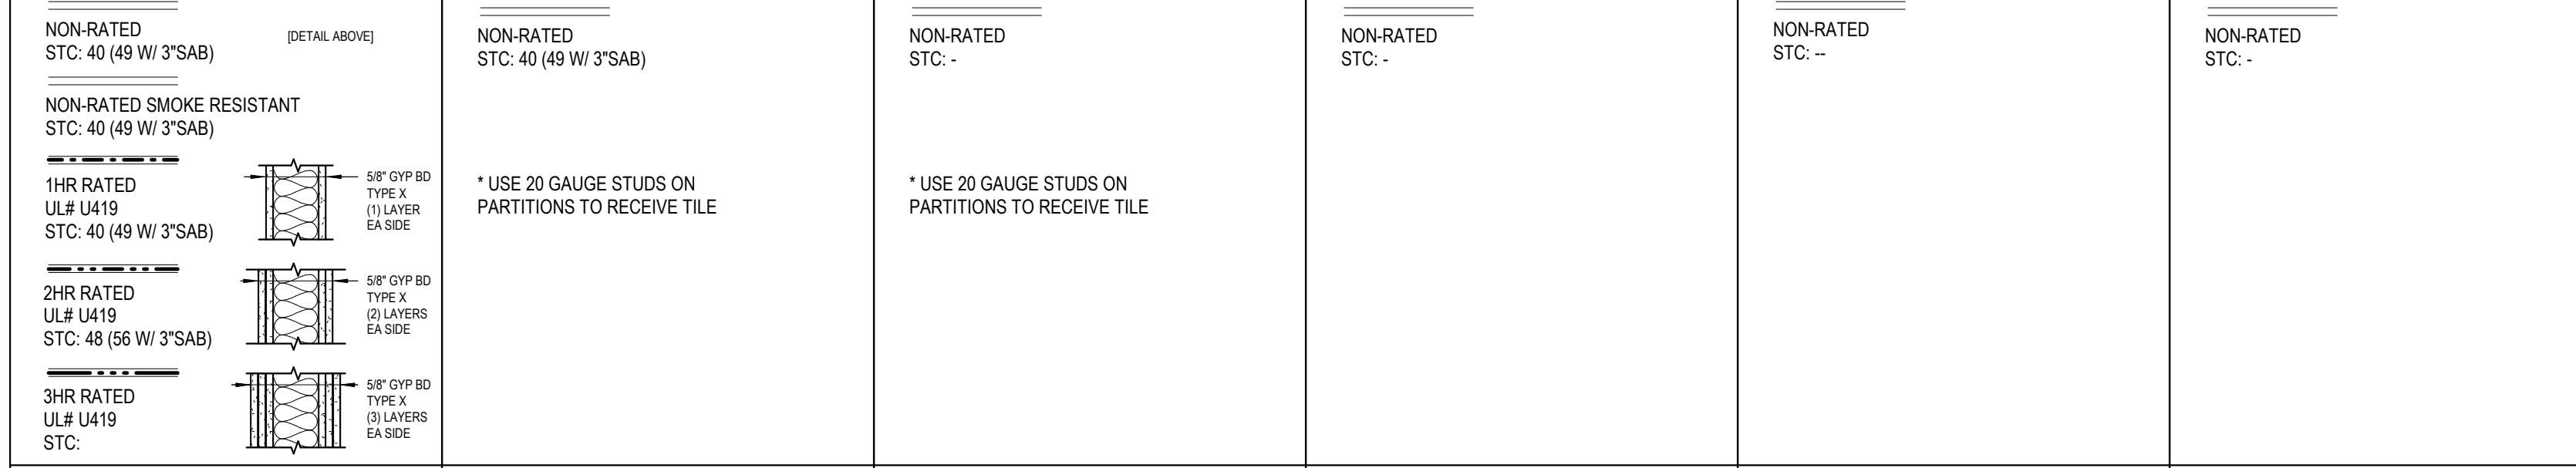 NON-RATED
STC: 40 (49 W/ 3"SAB)
[DETAIL ABOVE]
NON-RATED SMOKE RESISTANT
STC: 40 (49 W/ 3"SAB)
1HR RATED
UL# U419
STC: 40 (49 W/ 3"SAB)
5/8" GYP BD
TYPE X
(1) LAYER
EA SIDE
2HR RATED
UL# U419
STC: 48 (56 W/ 3"SAB)
5/8" GYP BD
TYPE X
(2) LAYERS
EA SIDE
3HR RATED
UL# U419
STC:
5/8" GYP BD
TYPE X
(3) LAYERS
EA SIDE
NON-RATED
STC: 40 (49 W/ 3"SAB)
* USE 20 GAUGE STUDS ON
PARTITIONS TO RECEIVE TILE
NON-RATED
STC: -
* USE 20 GAUGE STUDS ON
PARTITIONS TO RECEIVE TILE
NON-RATED
STC: -
NON-RATED
STC: --
NON-RATED
STC: -